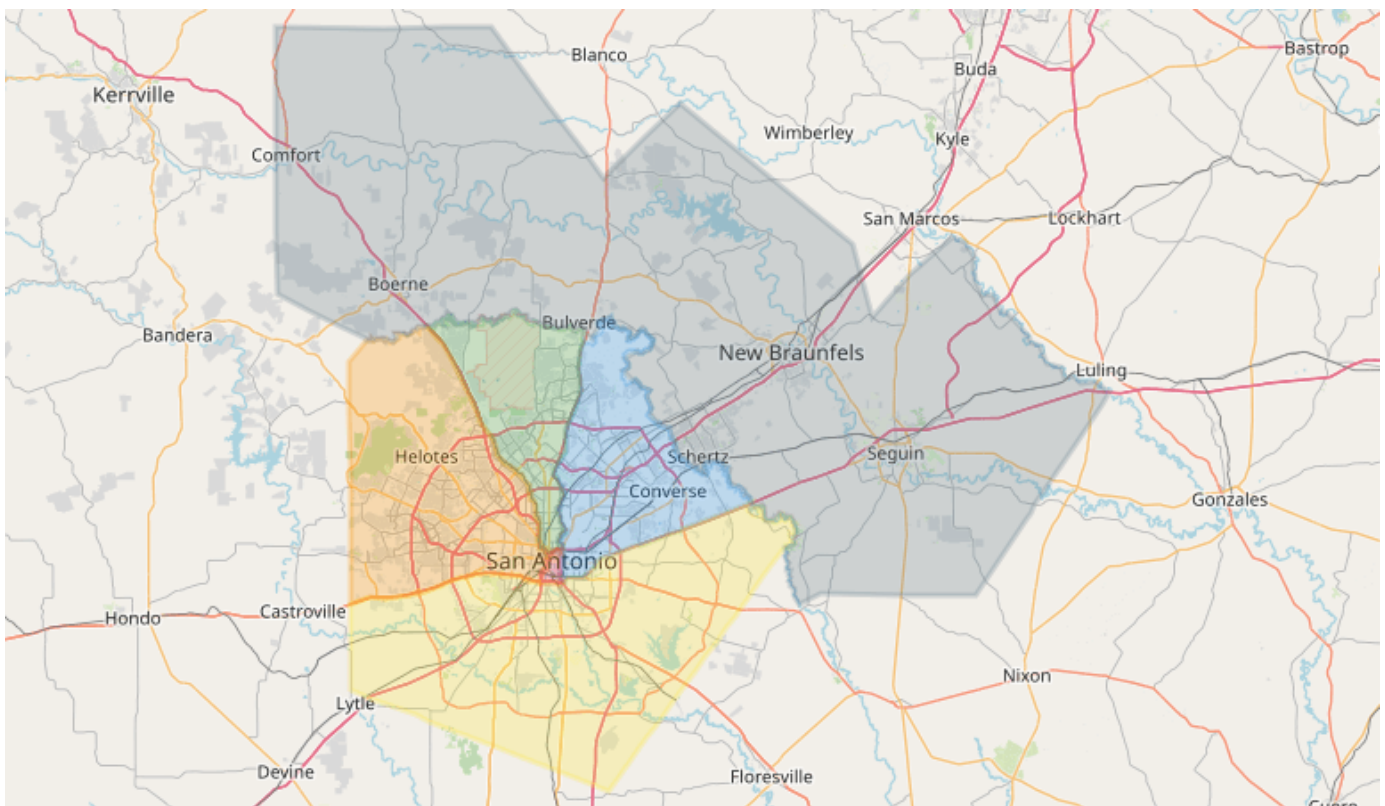 Bastrop
Blanco
Buda
Kerrville
Wimberley
Kyle
Comfort
San Marcos
Lockhart
Boerne
Bulverde
Bandera
New Braunfels
Luling
Helotes
Schertz
Seguin
Converse
Gonzales
San Antonio
Castroville
Hondo
Nixon
Lytle
Devine
Floresville